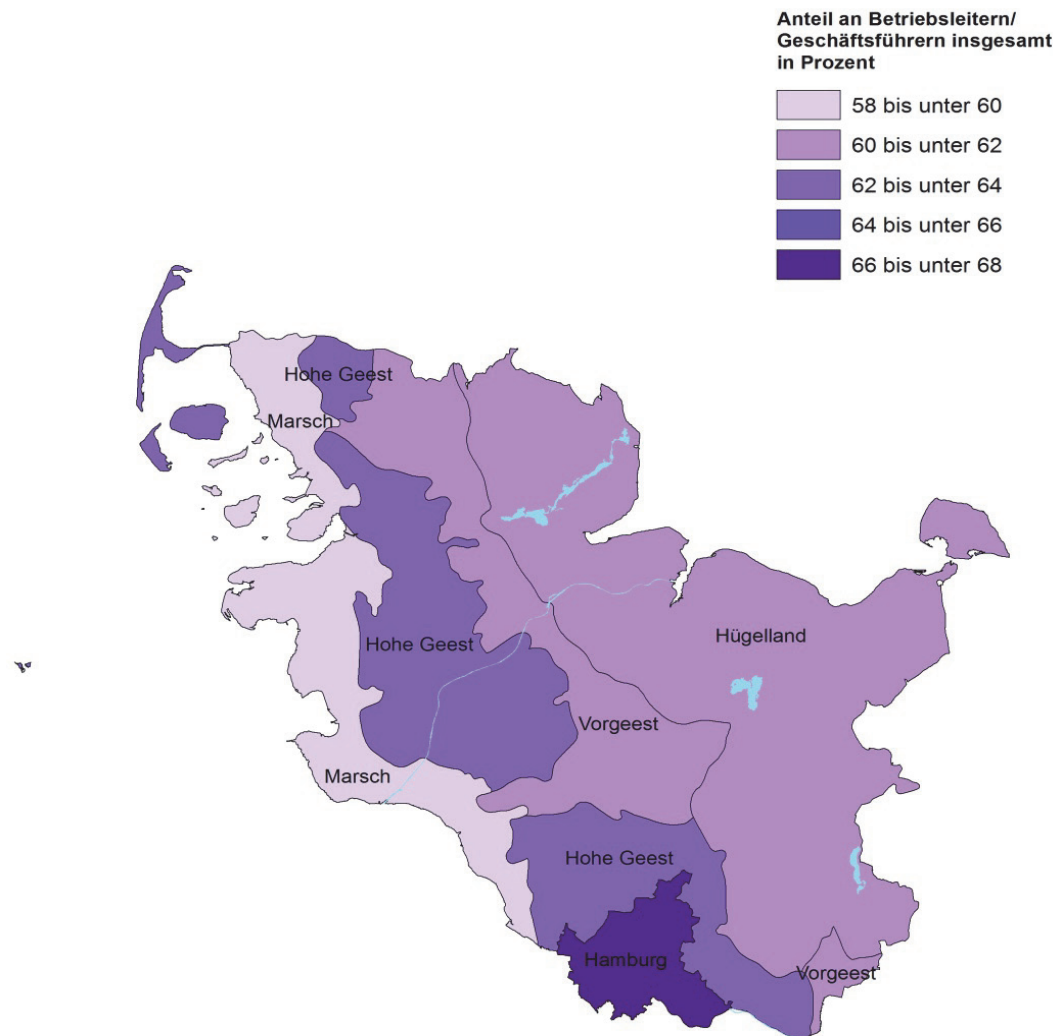 Anteil an Betriebsleitern/
Geschäftsführern insgesamt
in Prozent
58 bis unter 60
60 bis unter 62
62 bis unter 64
64 bis unter 66
66 bis unter 68
Hohe Geest
Marsch
Hügelland
Hohe Geest
Vorgeest
Marsch
Hohe Geest
Hamburg
Vorgeest